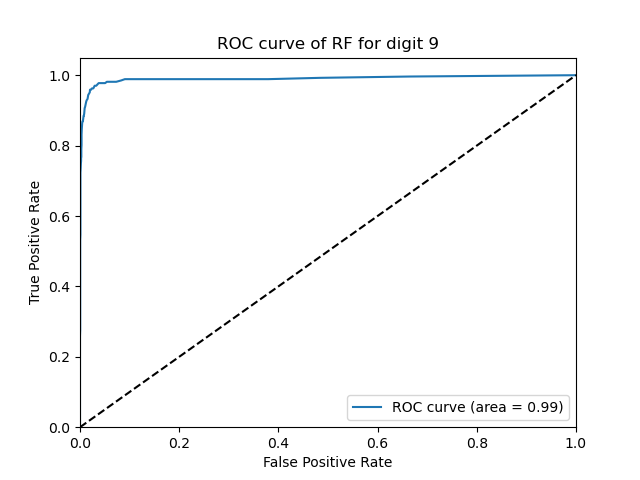 ROC curve of RF for digit 9
1.0
0.8
0.6
0.4
0.2
0.0
True Positive Rate
ROC curve (area = 0.99)
0.0 0.2 0.4 0.6 0.8 1.0
False Positive Rate